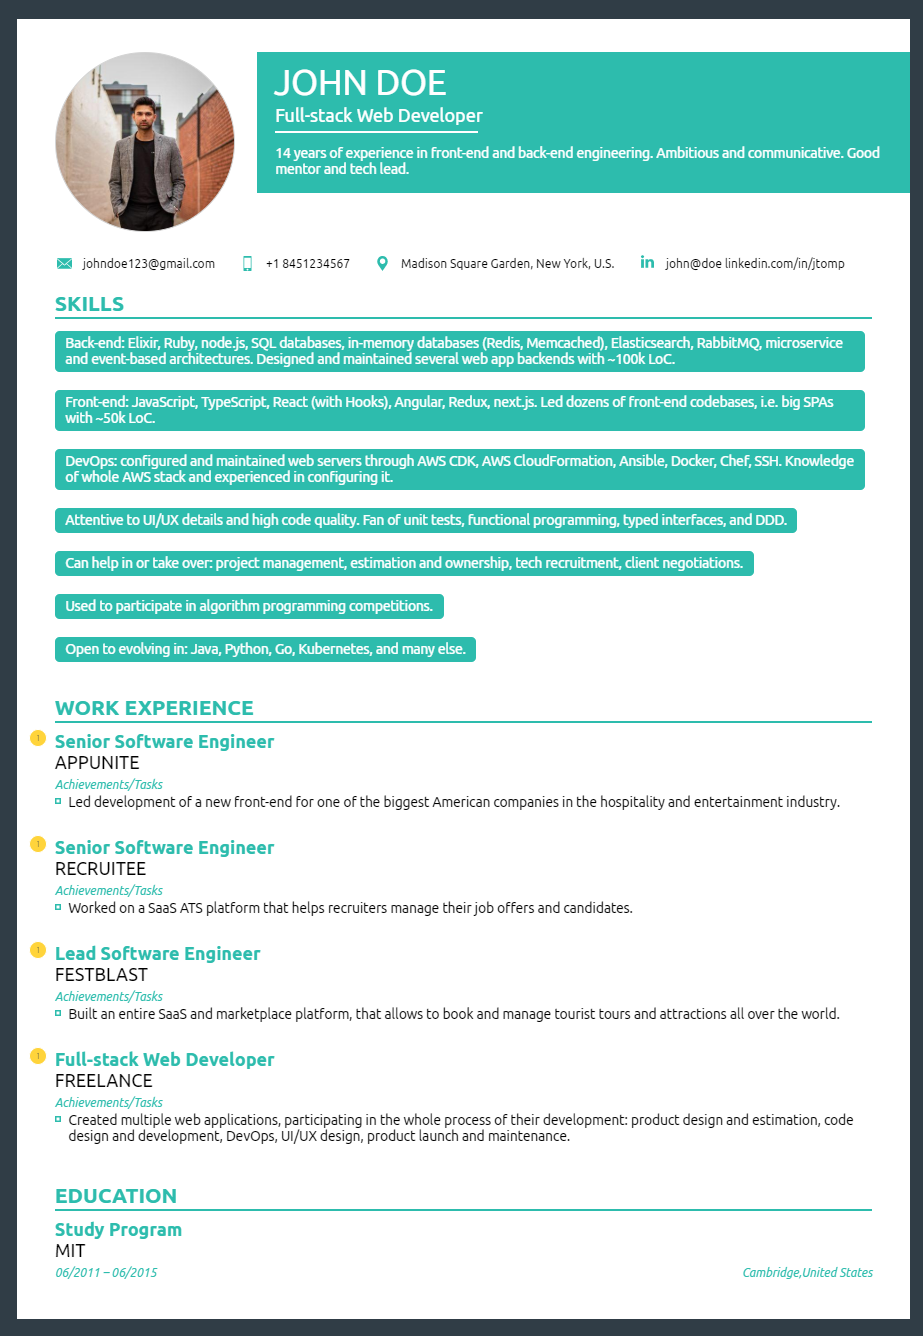 JOHN DOE
Full-stack Web Developer
14 years of experience in front-end and back-end engineering. Ambitious and communicative. Good
mentor and tech lead.
johndoe123@gmail.com +1 8451234567 Madison Square Garden, New York, U.S. in john@doe linkedin.com/in/jtomp
SKILLS
Back-end: Elixir, Ruby, node.js, SQL databases, in-memory databases (Redis, Memcached), Elasticsearch, RabbitMQ, microservice
and event-based architectures. Designed and maintained several web app backends with ~100k LoC.
Front-end: JavaScript, TypeScript, React (with Hooks), Angular, Redux, next.js. Led dozens of front-end codebases, i.e. big SPAs
with ~50k LoC.
DevOps: configured and maintained web servers through AWS CDK, AWS CloudFormation, Ansible, Docker, Chef, SSH. Knowledge
of whole AWS stack and experienced in configuring it.
Attentive to UI/UX details and high code quality. Fan of unit tests, functional programming, typed interfaces, and DDD.
Can help in or take over: project management, estimation and ownership, tech recruitment, client negotiations.
Used to participate in algorithm programming competitions.
Open to evolving in: Java, Python, Go, Kubernetes, and many else.
WORK EXPERIENCE
1 Senior Software Engineer
APPUNITE
Achievements/Tasks
Led development of a new front-end for one of the biggest American companies in the hospitality and entertainment industry.
1 Senior Software Engineer
RECRUITEE
Achievements/Tasks
Worked on a SaaS ATS platform that helps recruiters manage their job offers and candidates.
1 Lead Software Engineer
FESTBLAST
Achievements/Tasks
Built an entire SaaS and marketplace platform, that allows to book and manage tourist tours and attractions all over the world.
1 Full-stack Web Developer
FREELANCE
Achievements/Tasks
Created multiple web applications, participating in the whole process of their development: product design and estimation, code
design and development, DevOps, UI/UX design, product launch and maintenance.
EDUCATION
Study Program
MIT
06/2011 – 06/2015 Cambridge,United States